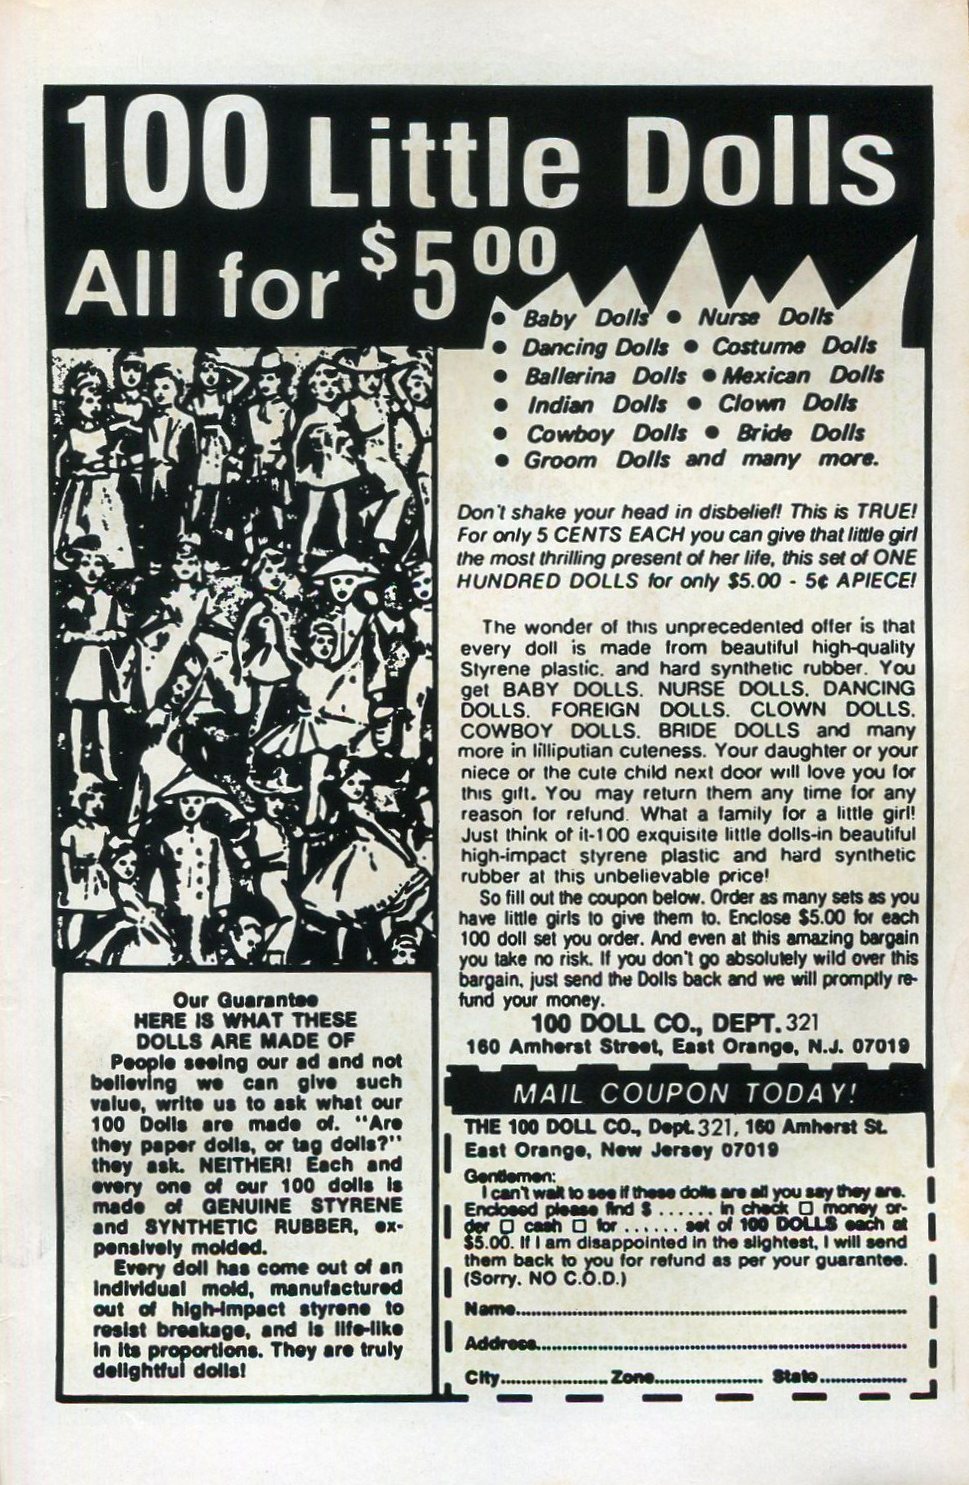 100 Little Dolls
All for $5.00
• Baby Dolls • Nurse Dolls
• Dancing Dolls • Costume Dolls
• Ballerina Dolls • Mexican Dolls
• Indian Dolls • Clown Dolls
• Cowboy Dolls • Bride Dolls
• Groom Dolls and many more.
Don't shake your head in disbelief! This is TRUE!
For only 5 CENTS EACH you can give that little girl
the most thrilling present of her life, this set of ONE
HUNDRED DOLLS for only $5.00 - 5¢ APIECE!
The wonder of this unprecedented offer is that
every doll is made from beautiful high-quality
Styrene plastic, and hard synthetic rubber. You
get BABY DOLLS, NURSE DOLLS, DANCING
DOLLS, FOREIGN DOLLS, CLOWN DOLLS,
COWBOY DOLLS, BRIDE DOLLS and many
more in lilliputian cuteness. Your daughter or your
niece or the cute child next door will love you for
this gift. You may return them any time for any
reason for refund. What a family for a little girl!
Just think of it-100 exquisite little dolls-in beautiful
high-impact styrene plastic and hard synthetic
rubber at this unbelievable price!
So fill out the coupon below. Order as many sets as you
have little girls to give them to. Enclose $5.00 for each
100 doll set you order. And even at this amazing bargain
you take no risk. If you don't go absolutely wild over this
bargain, just send the Dolls back and we will promptly re-
fund your money.
100 DOLL CO., DEPT. 321
160 Amherst Street, East Orange, N.J. 07019
Our Guarantee
HERE IS WHAT THESE
DOLLS ARE MADE OF
People seeing our ad and not
believing we can give such
value, write us to ask what our
100 Dolls are made of. "Are
they paper dolls, or tag dolls?"
they ask. NEITHER! Each and
every one of our 100 dolls is
made of GENUINE STYRENE
and SYNTHETIC RUBBER, ex-
pensively molded.
Every doll has come out of an
individual mold, manufactured
out of high-impact styrene to
resist breakage, and is life-like
in its proportions. They are truly
delightful dolls!
MAIL COUPON TODAY!
THE 100 DOLL CO., Dept. 321, 160 Amherst St.
East Orange, New Jersey 07019
Gentlemen:
I can't wait to see if these dolls are all you say they are.
Enclosed please find $ ...... in check □ money or-
der □ cash □ for ...... set of 100 DOLLS each at
$5.00. If I am disappointed in the slightest, I will send
them back to you for refund as per your guarantee.
(Sorry, NO C.O.D.)
Name..........
Address..........
City.......... Zone.......... State..........